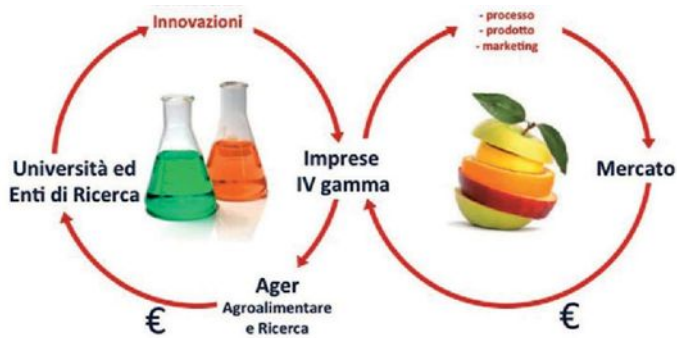 Innovazioni
- processo
- prodotto
- marketing
Università ed
Enti di Ricerca
Imprese
IV gamma
Mercato
Ager
Agroalimentare
e Ricerca
€
€